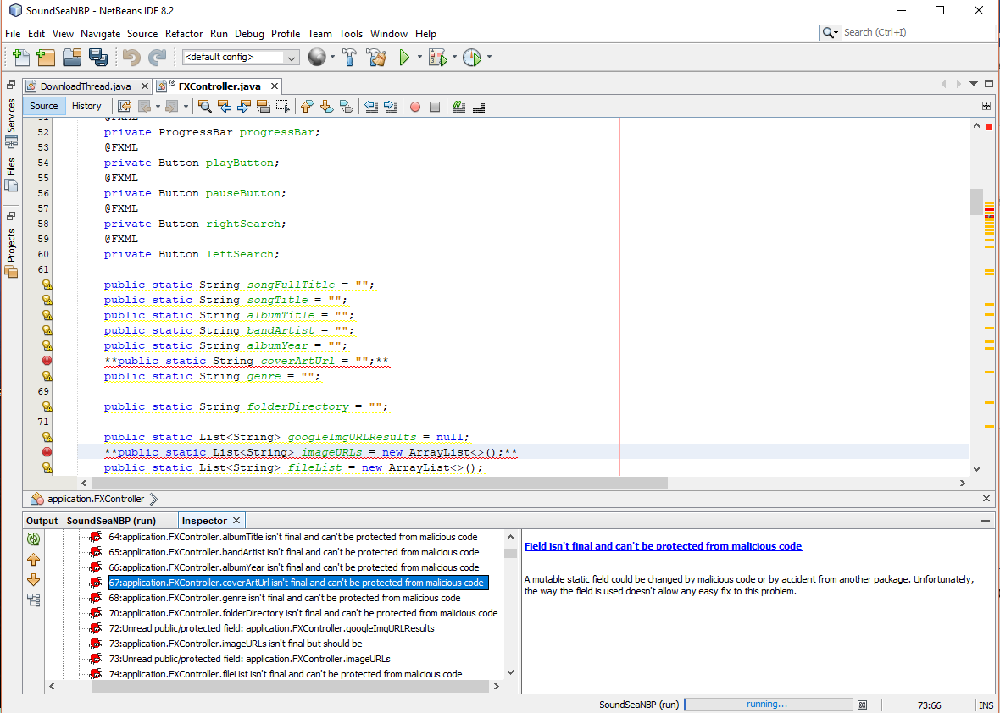 SoundSeaNBP - NetBeans IDE 8.2
File Edit View Navigate Source Refactor Run Debug Profile Team Tools Window Help
Search (Ctrl+I)
<default config>
DownloadThread.java
FXController.java
Source History
Services
Files
Projects
52 private ProgressBar progressBar;
53 @FXML
54 private Button playButton;
55 @FXML
56 private Button pauseButton;
57 @FXML
58 private Button rightSearch;
59 @FXML
60 private Button leftSearch;
61
public static String songFullTitle = "";
public static String songTitle = "";
public static String albumTitle = "";
public static String bandArtist = "";
public static String albumYear = "";
**public static String coverArtUrl = "";**
public static String genre = "";
69
public static String folderDirectory = "";
71
public static List<String> googleImgURLResults = null;
**public static List<String> imageURLs = new ArrayList<>();**
public static List<String> fileList = new ArrayList<>();
application.FXController
Output - SoundSeaNBP (run)
Inspector
64:application.FXController.albumTitle isn't final and can't be protected from malicious code
65:application.FXController.bandArtist isn't final and can't be protected from malicious code
66:application.FXController.albumYear isn't final and can't be protected from malicious code
67:application.FXController.coverArtUrl isn't final and can't be protected from malicious code
68:application.FXController.genre isn't final and can't be protected from malicious code
70:application.FXController.folderDirectory isn't final and can't be protected from malicious code
72:Unread public/protected field: application.FXController.googleImgURLResults
73:application.FXController.imageURLs isn't final but should be
73:Unread public/protected field: application.FXController.imageURLs
74:application.FXController.fileList isn't final and can't be protected from malicious code
Field isn't final and can't be protected from malicious code
A mutable static field could be changed by malicious code or by accident from another package. Unfortunately,
the way the field is used doesn't allow any easy fix to this problem.
SoundSeaNBP (run)
running...
73:66
INS